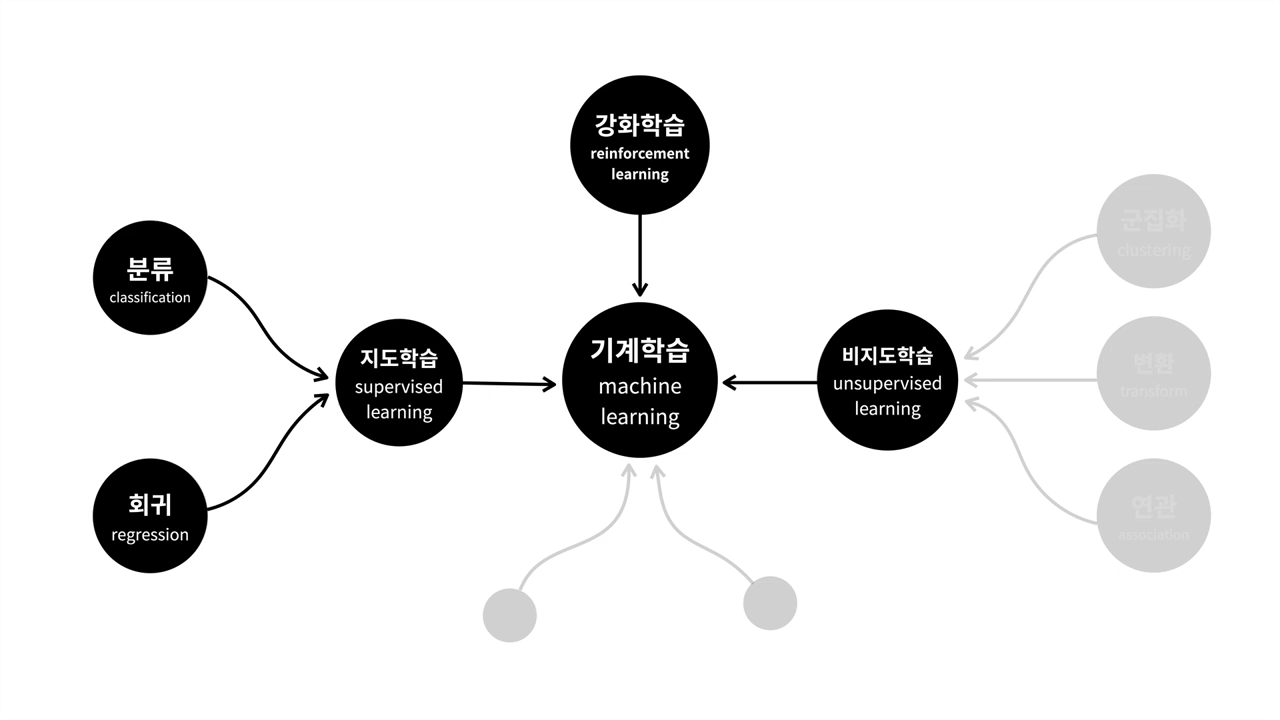 강화학습
reinforcement
learning
분류
classification
지도학습
supervised
learning
회귀
regression
기계학습
machine
learning
비지도학습
unsupervised
learning
군집화
clustering
변환
transform
연관
association